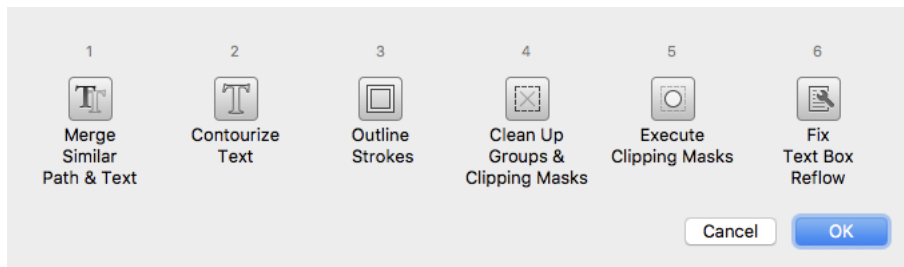 1 2 3 4 5 6
Merge
Similar
Path & Text
Contourize
Text
Outline
Strokes
Clean Up
Groups &
Clipping Masks
Execute
Clipping Masks
Fix
Text Box
Reflow
Cancel OK